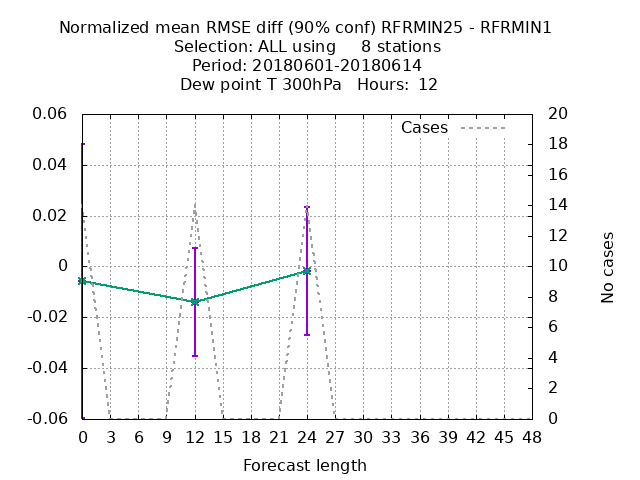 Normalized mean RMSE diff (90% conf) RFRMIN25 - RFRMIN1
Selection: ALL using     8 stations
Period: 20180601-20180614
Dew point T 300hPa   Hours:  12
Cases
0.06
0.04
0.02
0
-0.02
-0.04
-0.06
20
18
16
14
12
10
8
6
4
2
0
No cases
0 3 6 9 12 15 18 21 24 27 30 33 36 39 42 45 48
Forecast length